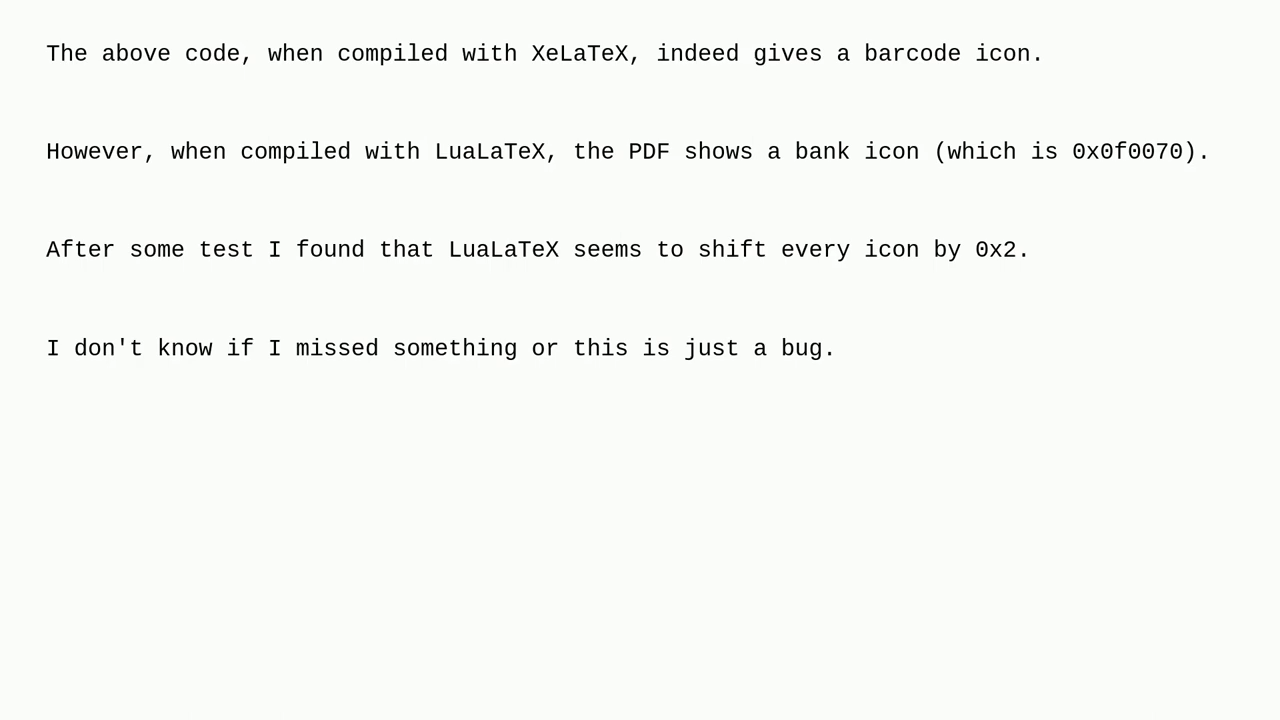 The above code, when compiled with XeLaTeX, indeed gives a barcode icon.
However, when compiled with LuaLaTeX, the PDF shows a bank icon (which is 0x0f0070).
After some test I found that LuaLaTeX seems to shift every icon by 0x2.
I don't know if I missed something or this is just a bug.